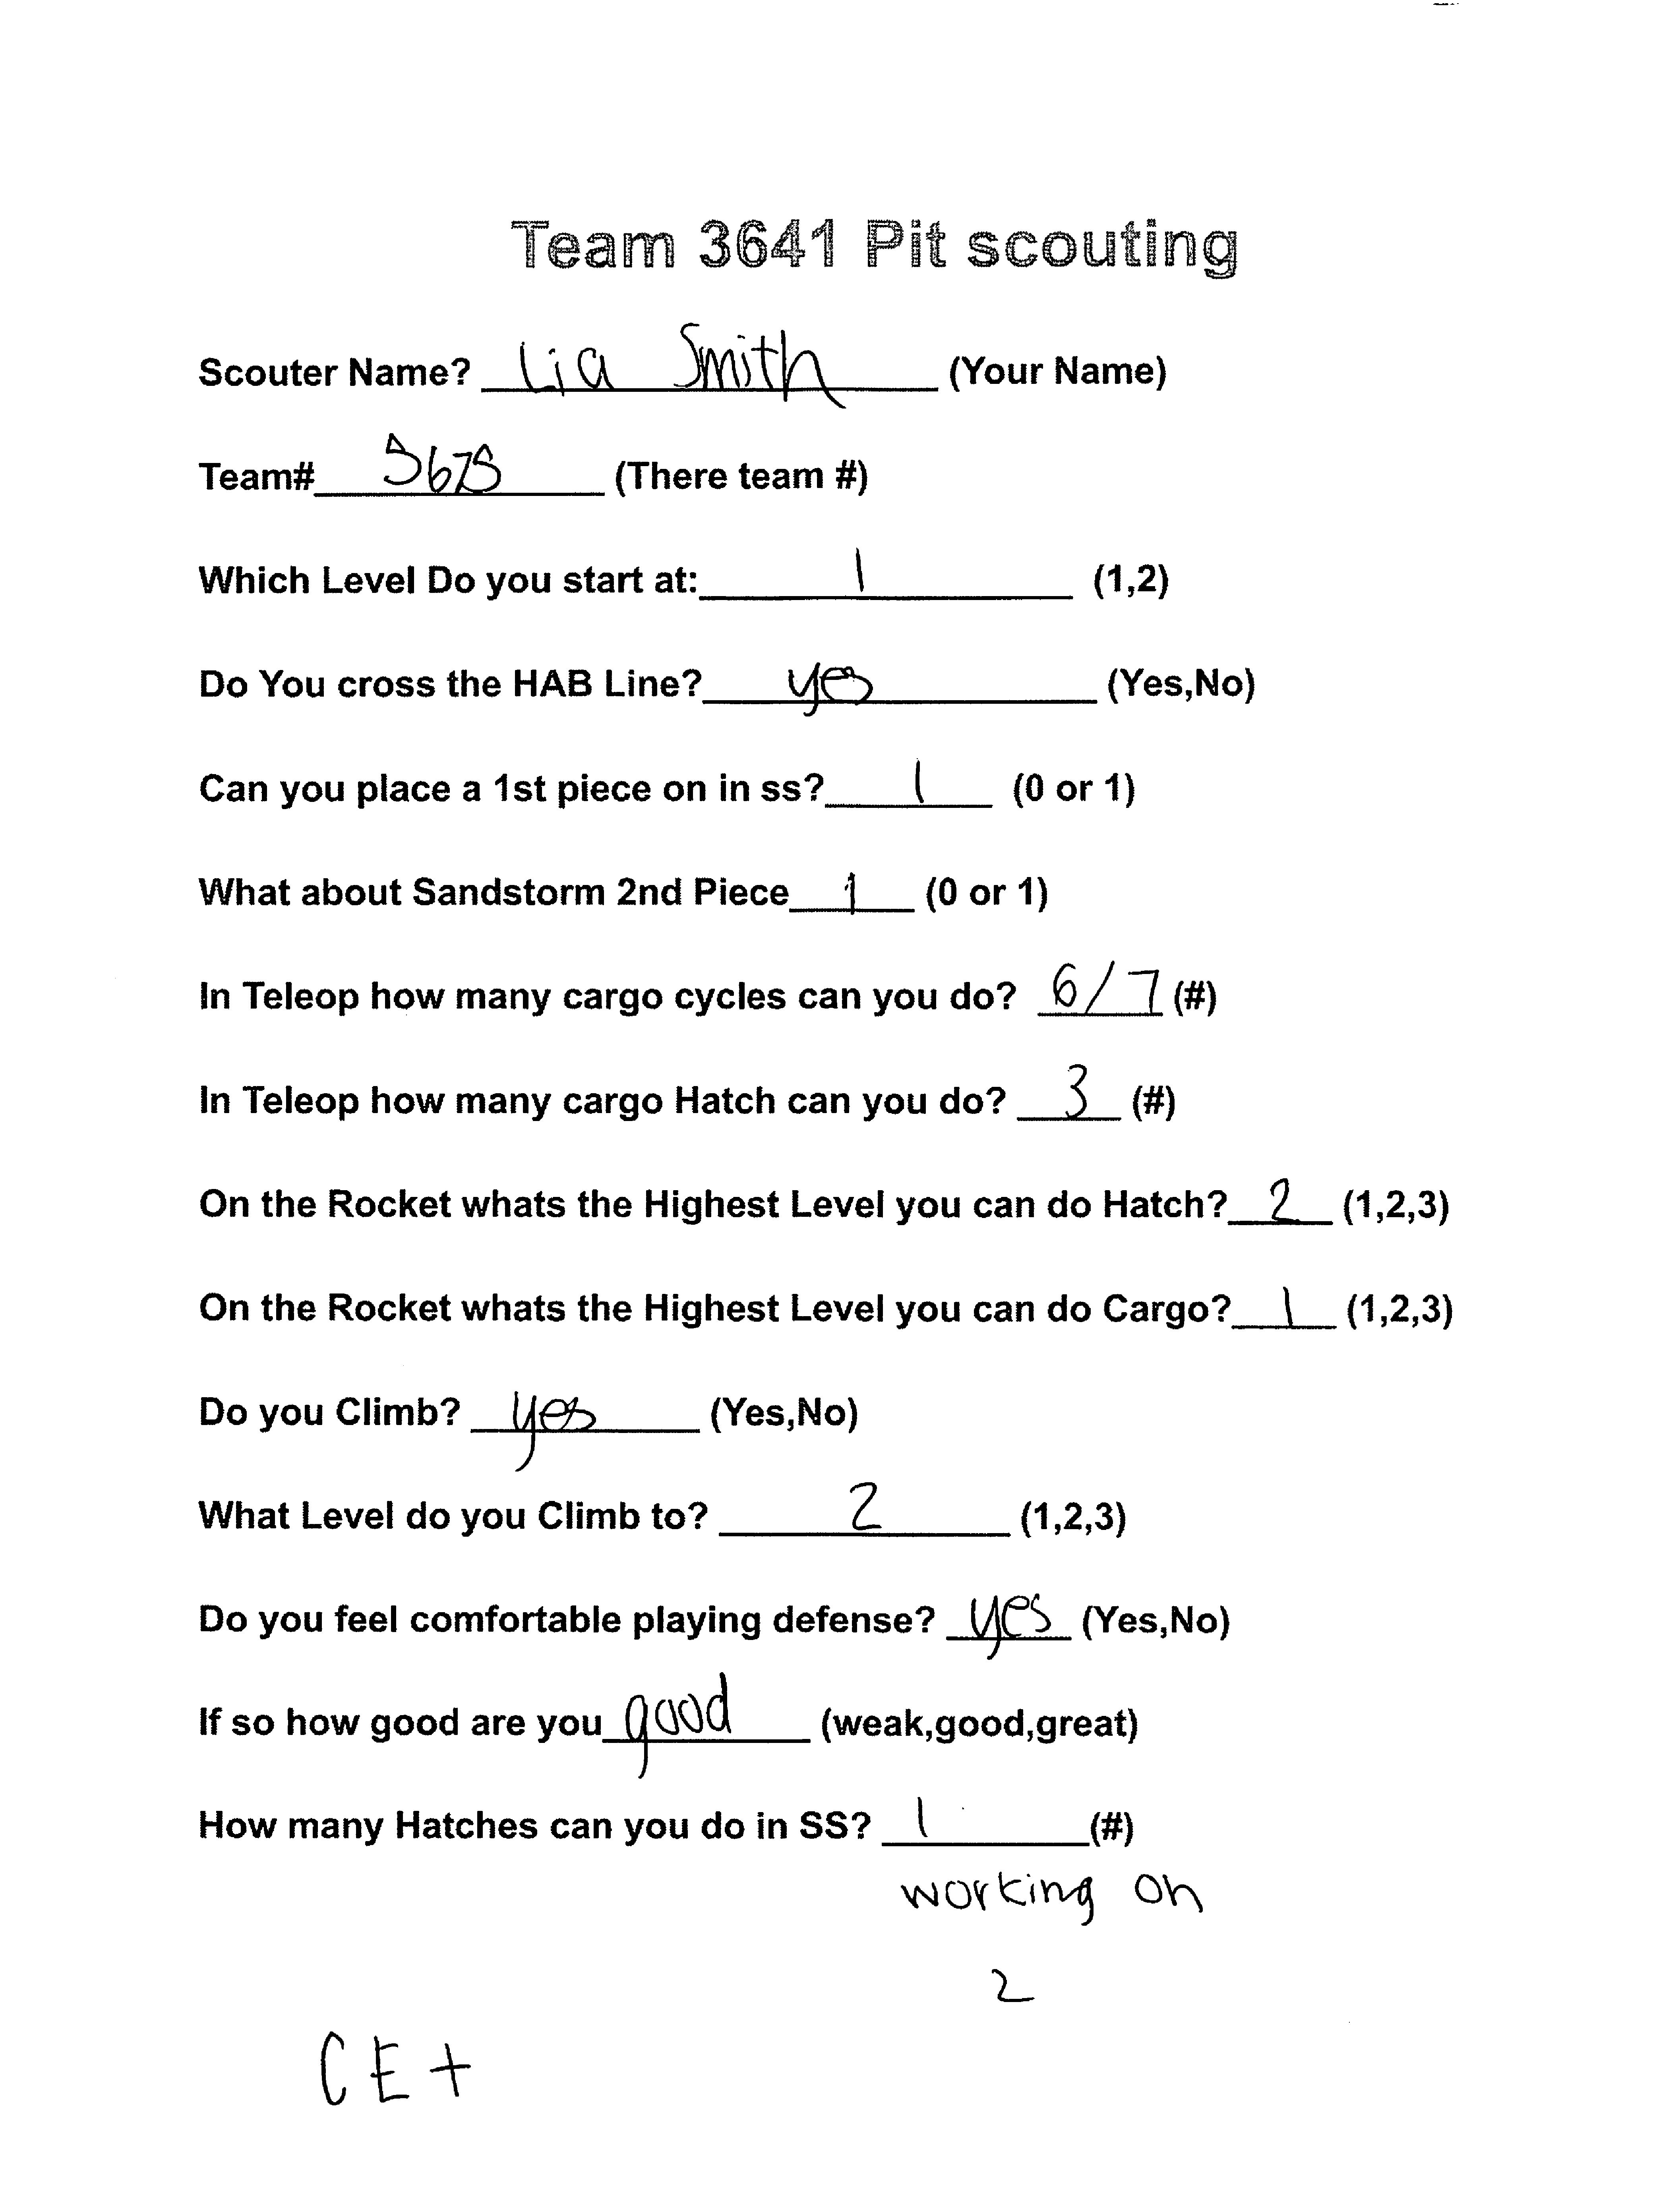 Team 3641 Pit scouting
Scouter Name? Lia Smith (Your Name)
Team# 5675 (There team #)
Which Level Do you start at: 1 (1,2)
Do You cross the HAB Line? yes (Yes,No)
Can you place a 1st piece on in ss? 1 (0 or 1)
What about Sandstorm 2nd Piece 1 (0 or 1)
In Teleop how many cargo cycles can you do? 6/7 (#)
In Teleop how many cargo Hatch can you do? 3 (#)
On the Rocket whats the Highest Level you can do Hatch? 2 (1,2,3)
On the Rocket whats the Highest Level you can do Cargo? 1 (1,2,3)
Do you Climb? yes (Yes,No)
What Level do you Climb to? 2 (1,2,3)
Do you feel comfortable playing defense? yes (Yes,No)
If so how good are you good (weak,good,great)
How many Hatches can you do in SS? 1 (#)
working on
2
CE+